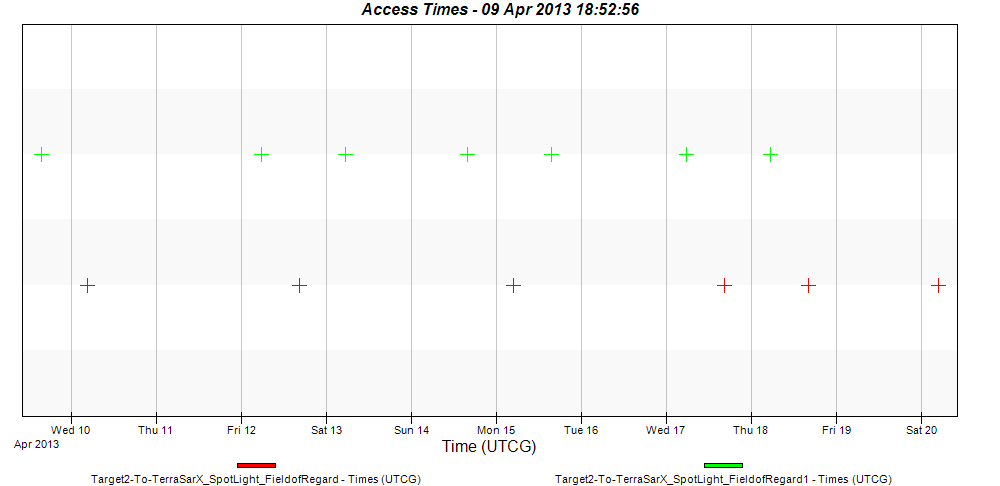 Access Times - 09 Apr 2013 18:52:56
Wed 10 Thu 11 Fri 12 Sat 13 Sun 14 Mon 15 Tue 16 Wed 17 Thu 18 Fri 19 Sat 20
Apr 2013
Time (UTCG)
Target2-To-TerraSarX_SpotLight_FieldofRegard - Times (UTCG) Target2-To-TerraSarX_SpotLight_FieldofRegard1 - Times (UTCG)